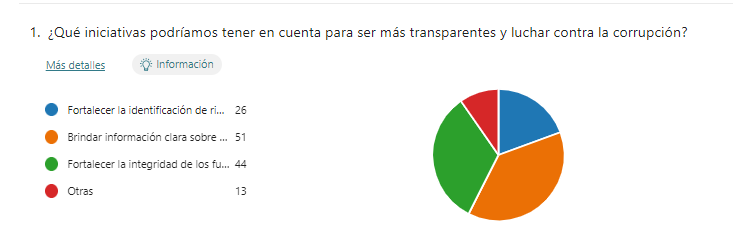 1. ¿Qué iniciativas podríamos tener en cuenta para ser más transparentes y luchar contra la corrupción?
Más detalles Información
Fortalecer la identificación de ri... 26
Brindar información clara sobre ... 51
Fortalecer la integridad de los fu... 44
Otras 13